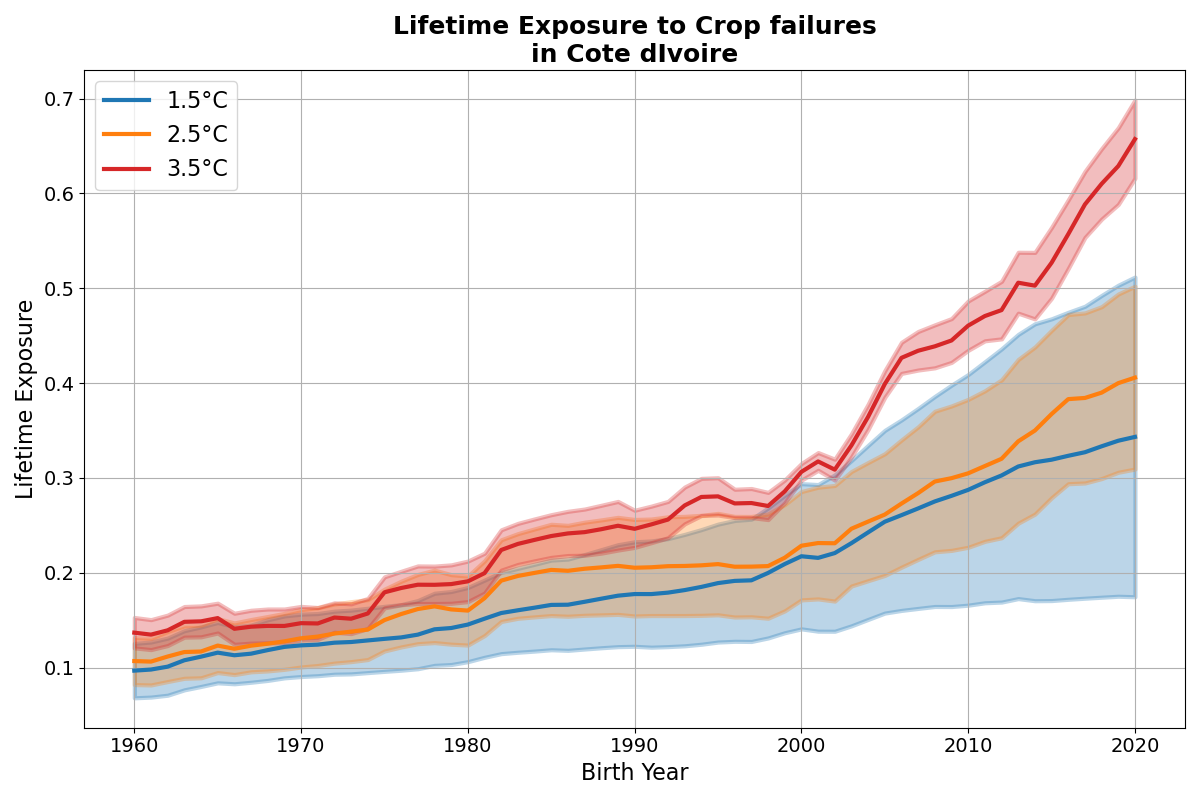 Lifetime Exposure to Crop failures
in Cote dIvoire
1.5°C
2.5°C
3.5°C
Lifetime Exposure
0.7
0.6
0.5
0.4
0.3
0.2
0.1
1960 1970 1980 1990 2000 2010 2020
Birth Year